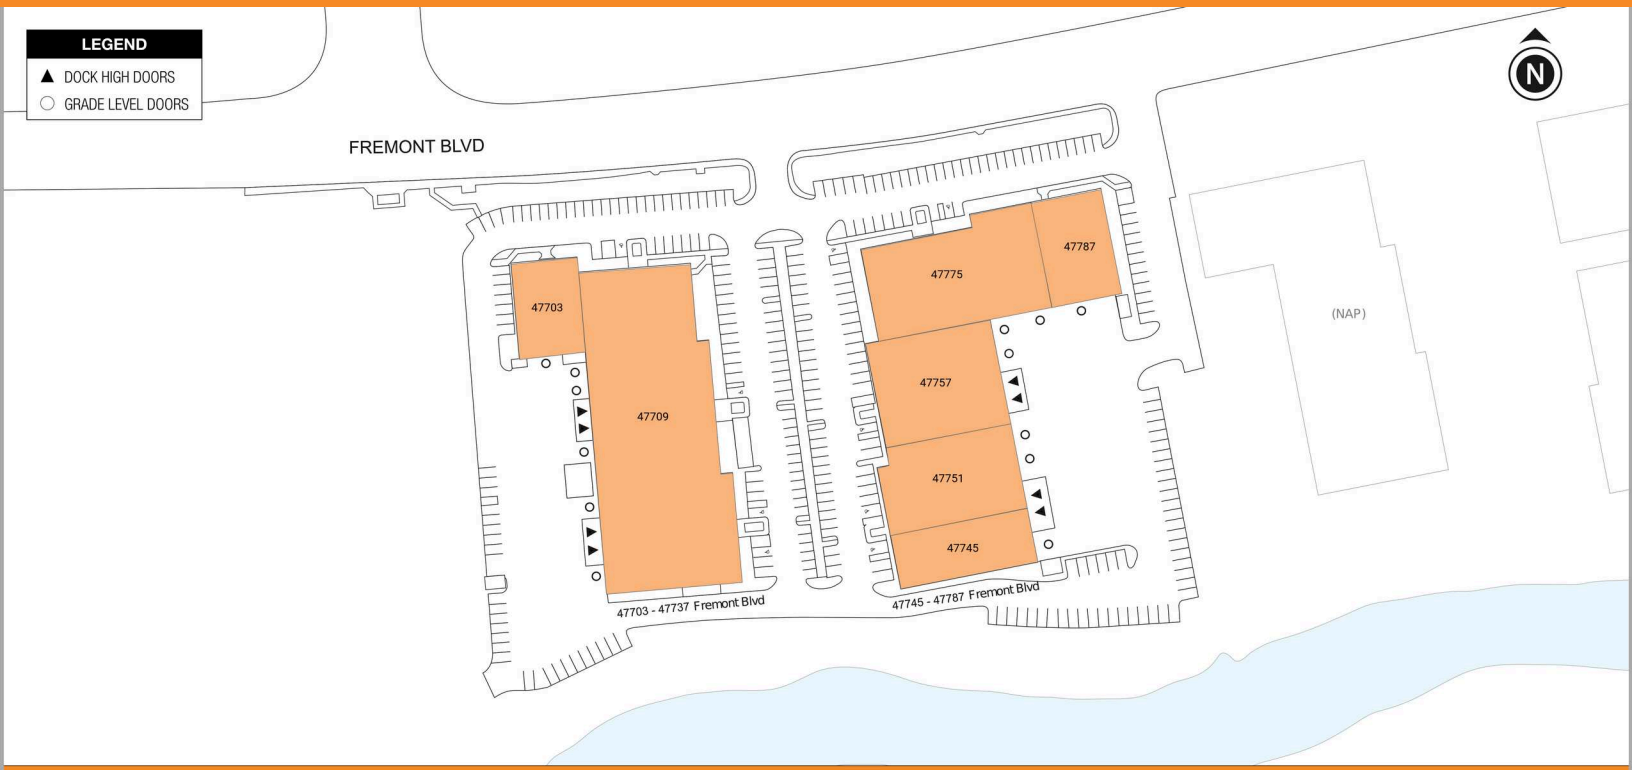 LEGEND
DOCK HIGH DOORS
GRADE LEVEL DOORS
N
FREMONT BLVD
47703
47709
47775
47787
47757
47751
47745
(NAP)
47703 - 47737 Fremont Blvd
47745 - 47787 Fremont Blvd